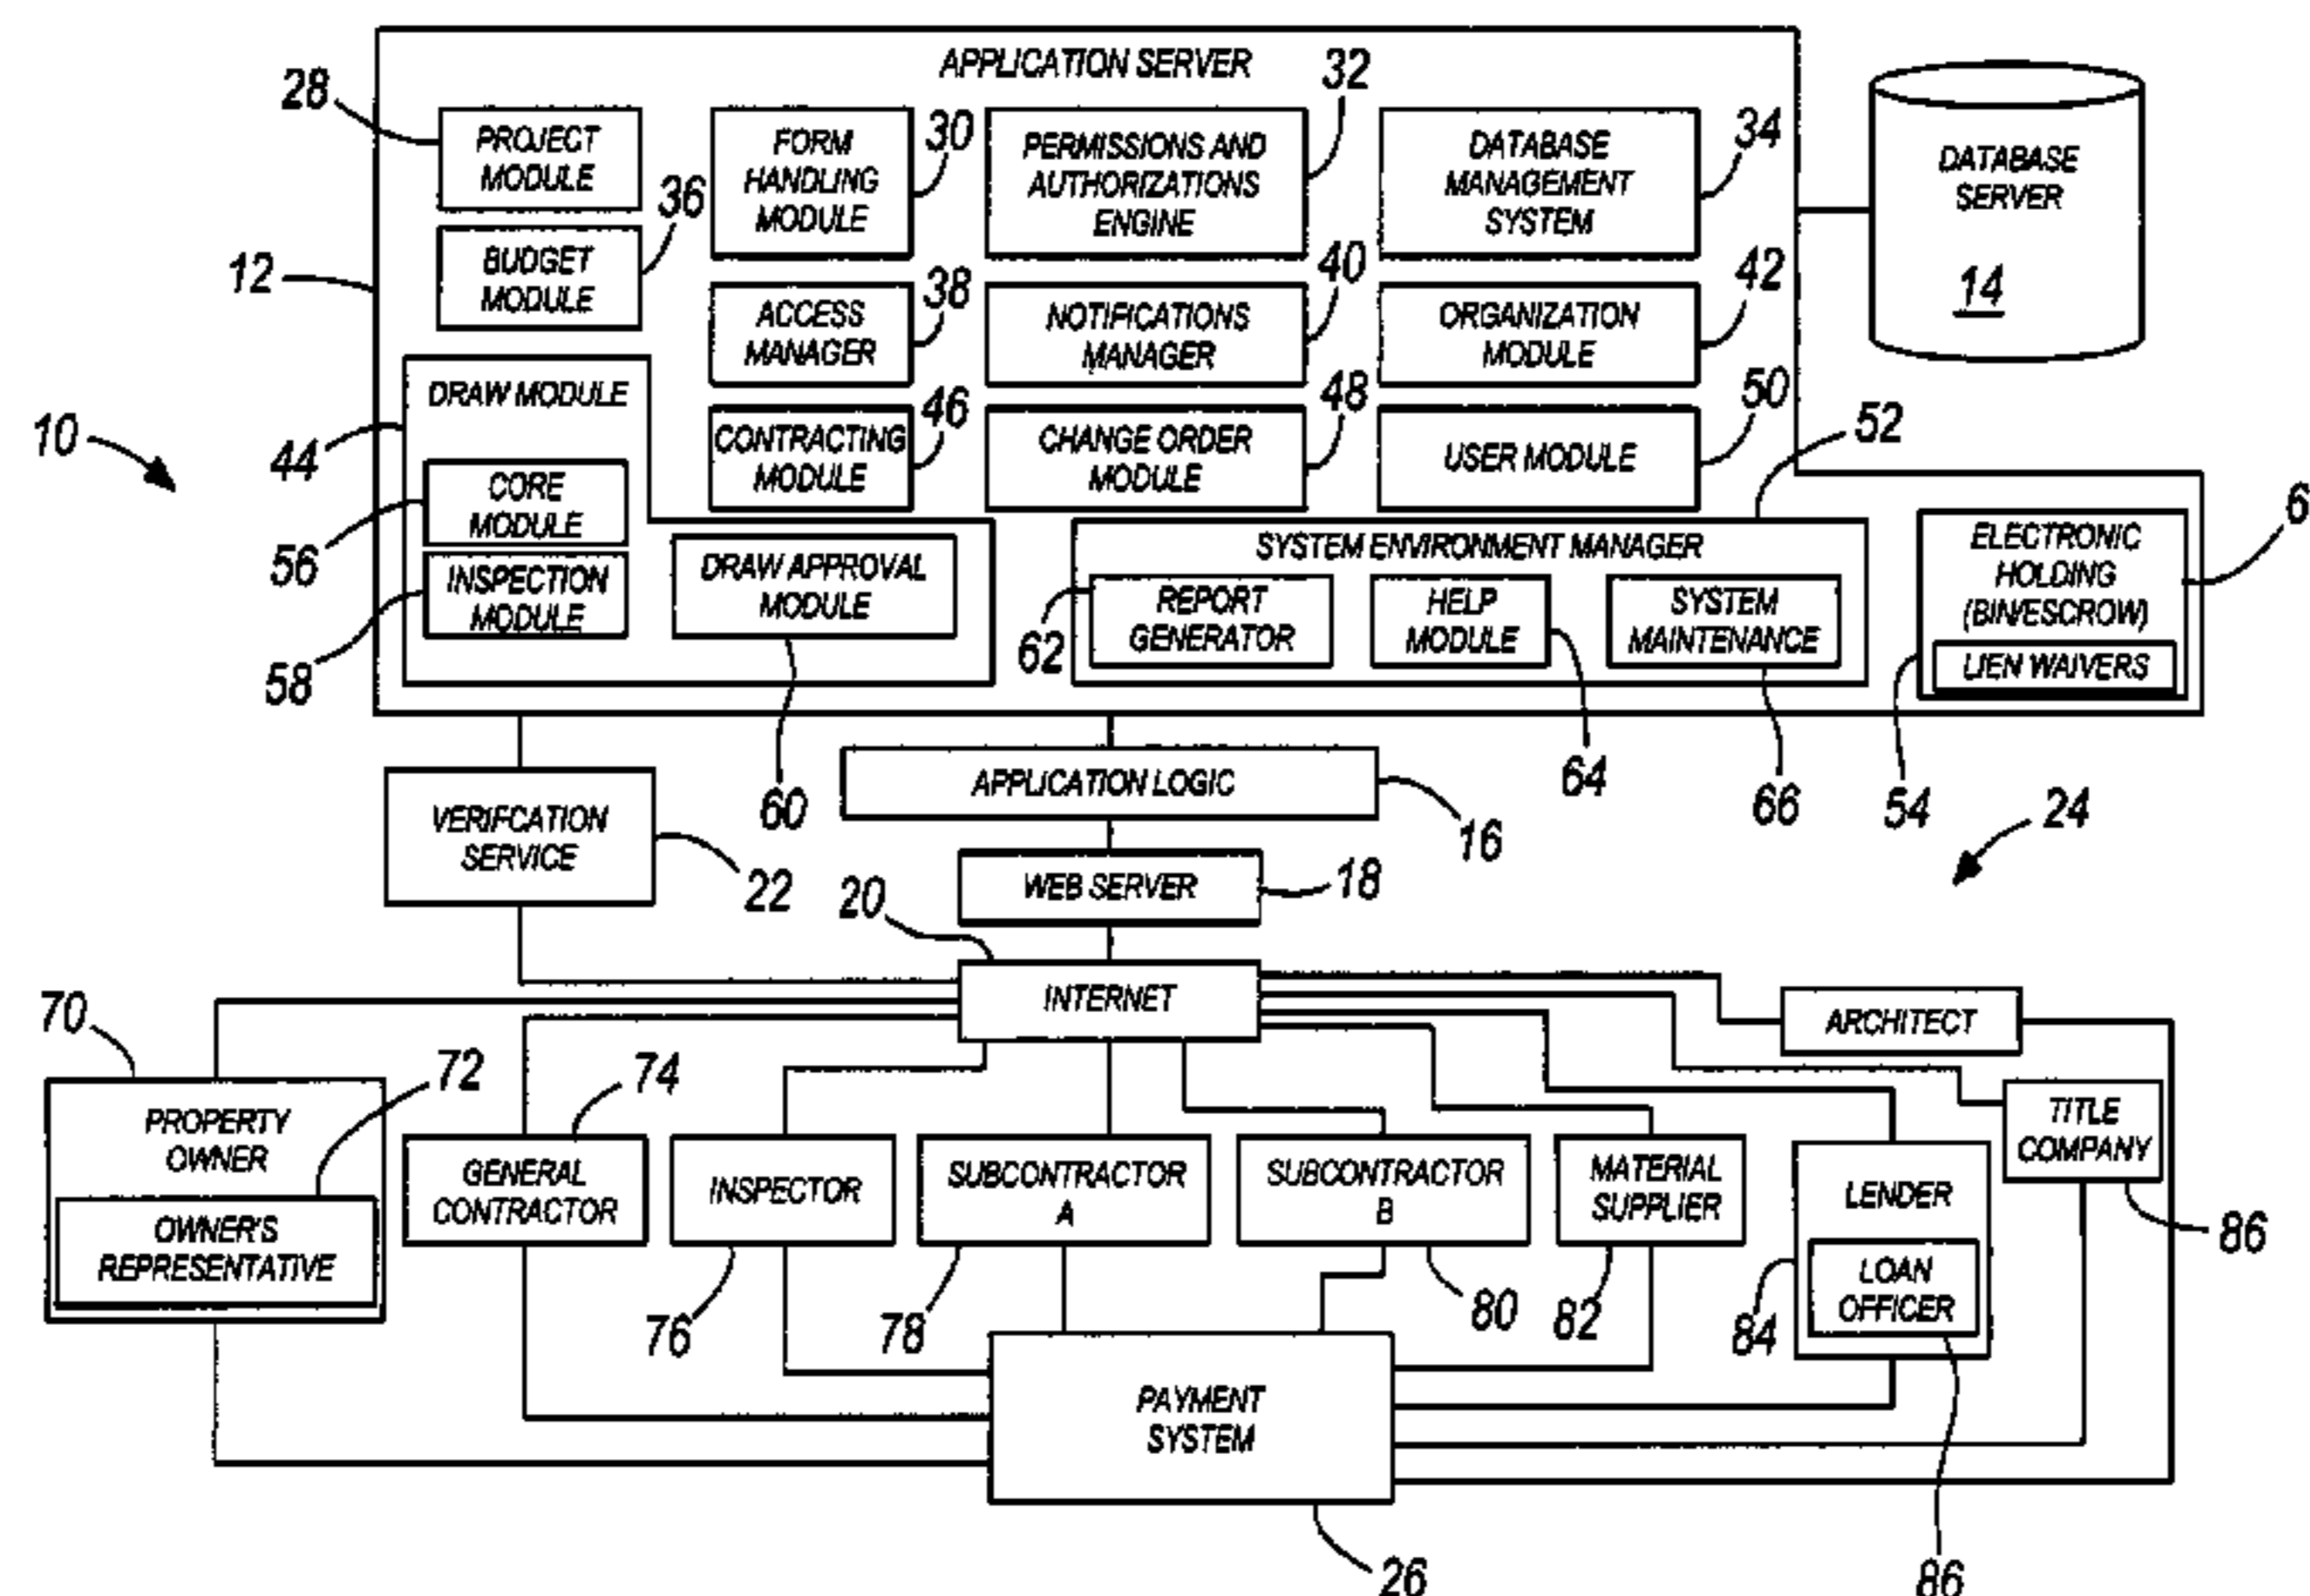 APPLICATION SERVER
28
PROJECT
MODULE
FORM
HANDLING
MODULE
30
PERMISSIONS AND
AUTHORIZATIONS
ENGINE
32
DATABASE
MANAGEMENT
SYSTEM
34
DATABASE
SERVER
14
12
BUDGET
MODULE
36
ACCESS
MANAGER
38
NOTIFICATIONS
MANAGER
40
ORGANIZATION
MODULE
42
10
44
DRAW MODULE
CONTRACTING
MODULE
46
CHANGE ORDER
MODULE
48
USER MODULE
50
52
56
CORE
MODULE
58
INSPECTION
MODULE
DRAW APPROVAL
MODULE
60
SYSTEM ENVIRONMENT MANAGER
62
REPORT
GENERATOR
HELP
MODULE
64
SYSTEM
MAINTENANCE
66
ELECTRONIC
HOLDING
(BIN/ESCROW)
6
LIEN WAIVERS
54
VERIFCATION
SERVICE
22
APPLICATION LOGIC
16
24
WEB SERVER
18
20
INTERNET
70
PROPERTY
OWNER
72
OWNER'S
REPRESENTATIVE
74
GENERAL
CONTRACTOR
INSPECTOR
76
SUBCONTRACTOR
A
78
SUBCONTRACTOR
B
80
MATERIAL
SUPPLIER
82
LENDER
84
LOAN
OFFICER
86
ARCHITECT
TITLE
COMPANY
86
PAYMENT
SYSTEM
26